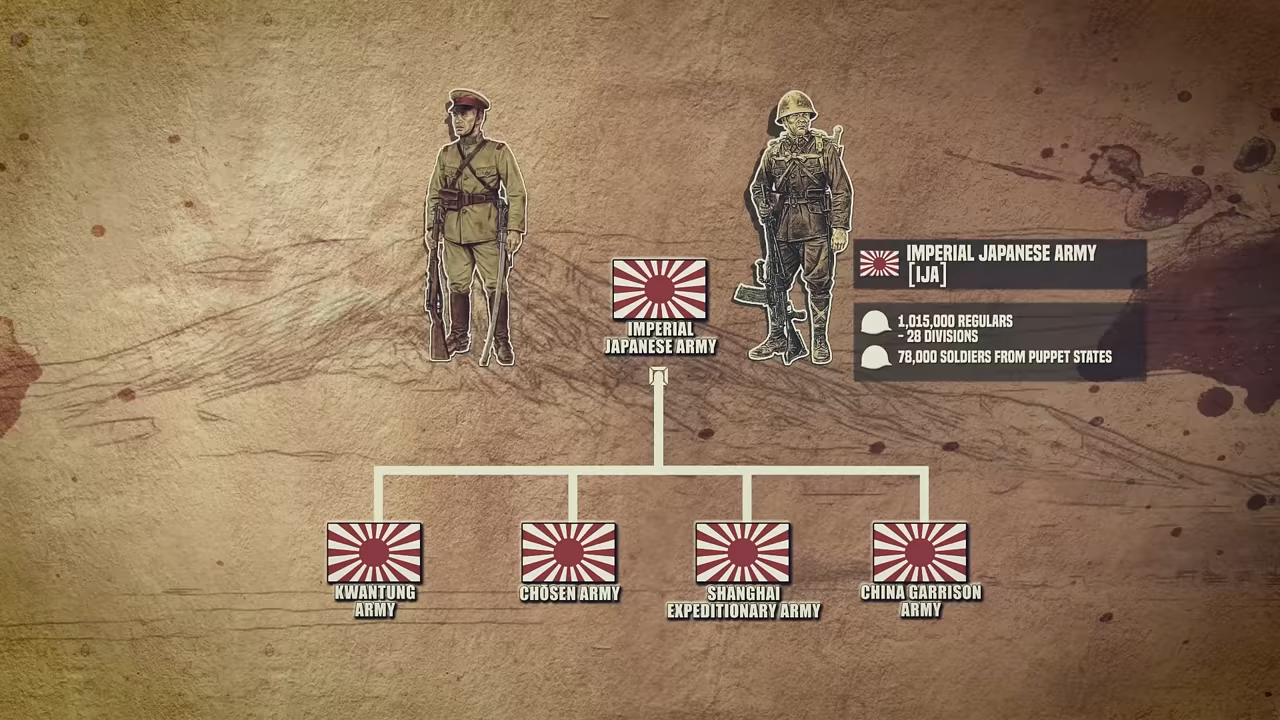 IMPERIAL JAPANESE ARMY
[IJA]
1,015,000 REGULARS
- 28 DIVISIONS
78,000 SOLDIERS FROM PUPPET STATES
IMPERIAL
JAPANESE ARMY
KWANTUNG
ARMY
CHOSEN ARMY
SHANGHAI
EXPEDITIONARY ARMY
CHINA GARRISON
ARMY